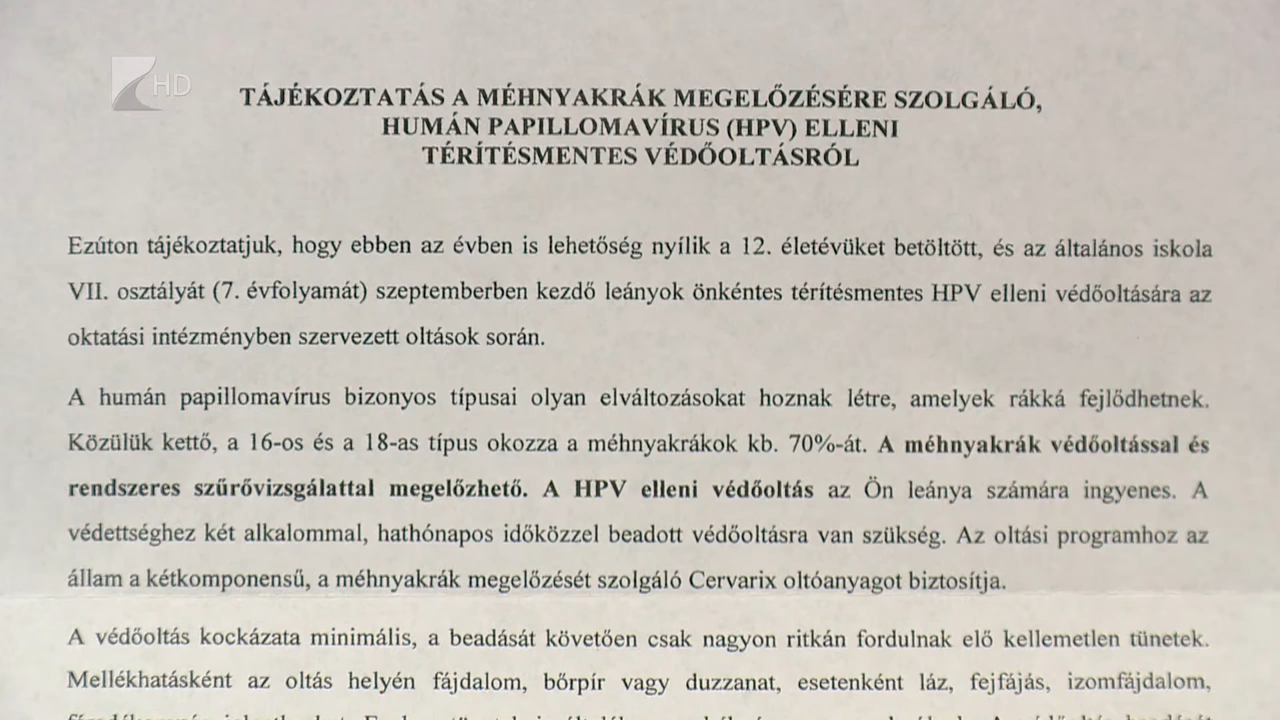 HD
TÁJÉKOZTATÁS A MÉHNYAKRÁK MEGELŐZÉSÉRE SZOLGÁLÓ,
HUMÁN PAPILLOMAVÍRUS (HPV) ELLENI
TÉRÍTÉSMENTES VÉDŐOLTÁSRÓL
Ezúton tájékoztatjuk, hogy ebben az évben is lehetőség nyílik a 12. életévüket betöltött, és az általános iskola
VII. osztályát (7. évfolyamát) szeptemberben kezdő leányok önkéntes térítésmentes HPV elleni védőoltására az
oktatási intézményben szervezett oltások során.
A humán papillomavírus bizonyos típusai olyan elváltozásokat hoznak létre, amelyek rákká fejlődhetnek.
Közülük kettő, a 16-os és a 18-as típus okozza a méhnyakrákok kb. 70%-át. A méhnyakrák védőoltással és
rendszeres szűrővizsgálattal megelőzhető. A HPV elleni védőoltás az Ön leánya számára ingyenes. A
védettséghez két alkalommal, hathónapos időközzel beadott védőoltásra van szükség. Az oltási programhoz az
állam a kétkomponensű, a méhnyakrák megelőzését szolgáló Cervarix oltóanyagot biztosítja.
A védőoltás kockázata minimális, a beadását követően csak nagyon ritkán fordulnak elő kellemetlen tünetek.
Mellékhatásként az oltás helyén fájdalom, bőrpír vagy duzzanat, esetenként láz, fejfájás, izomfájdalom,